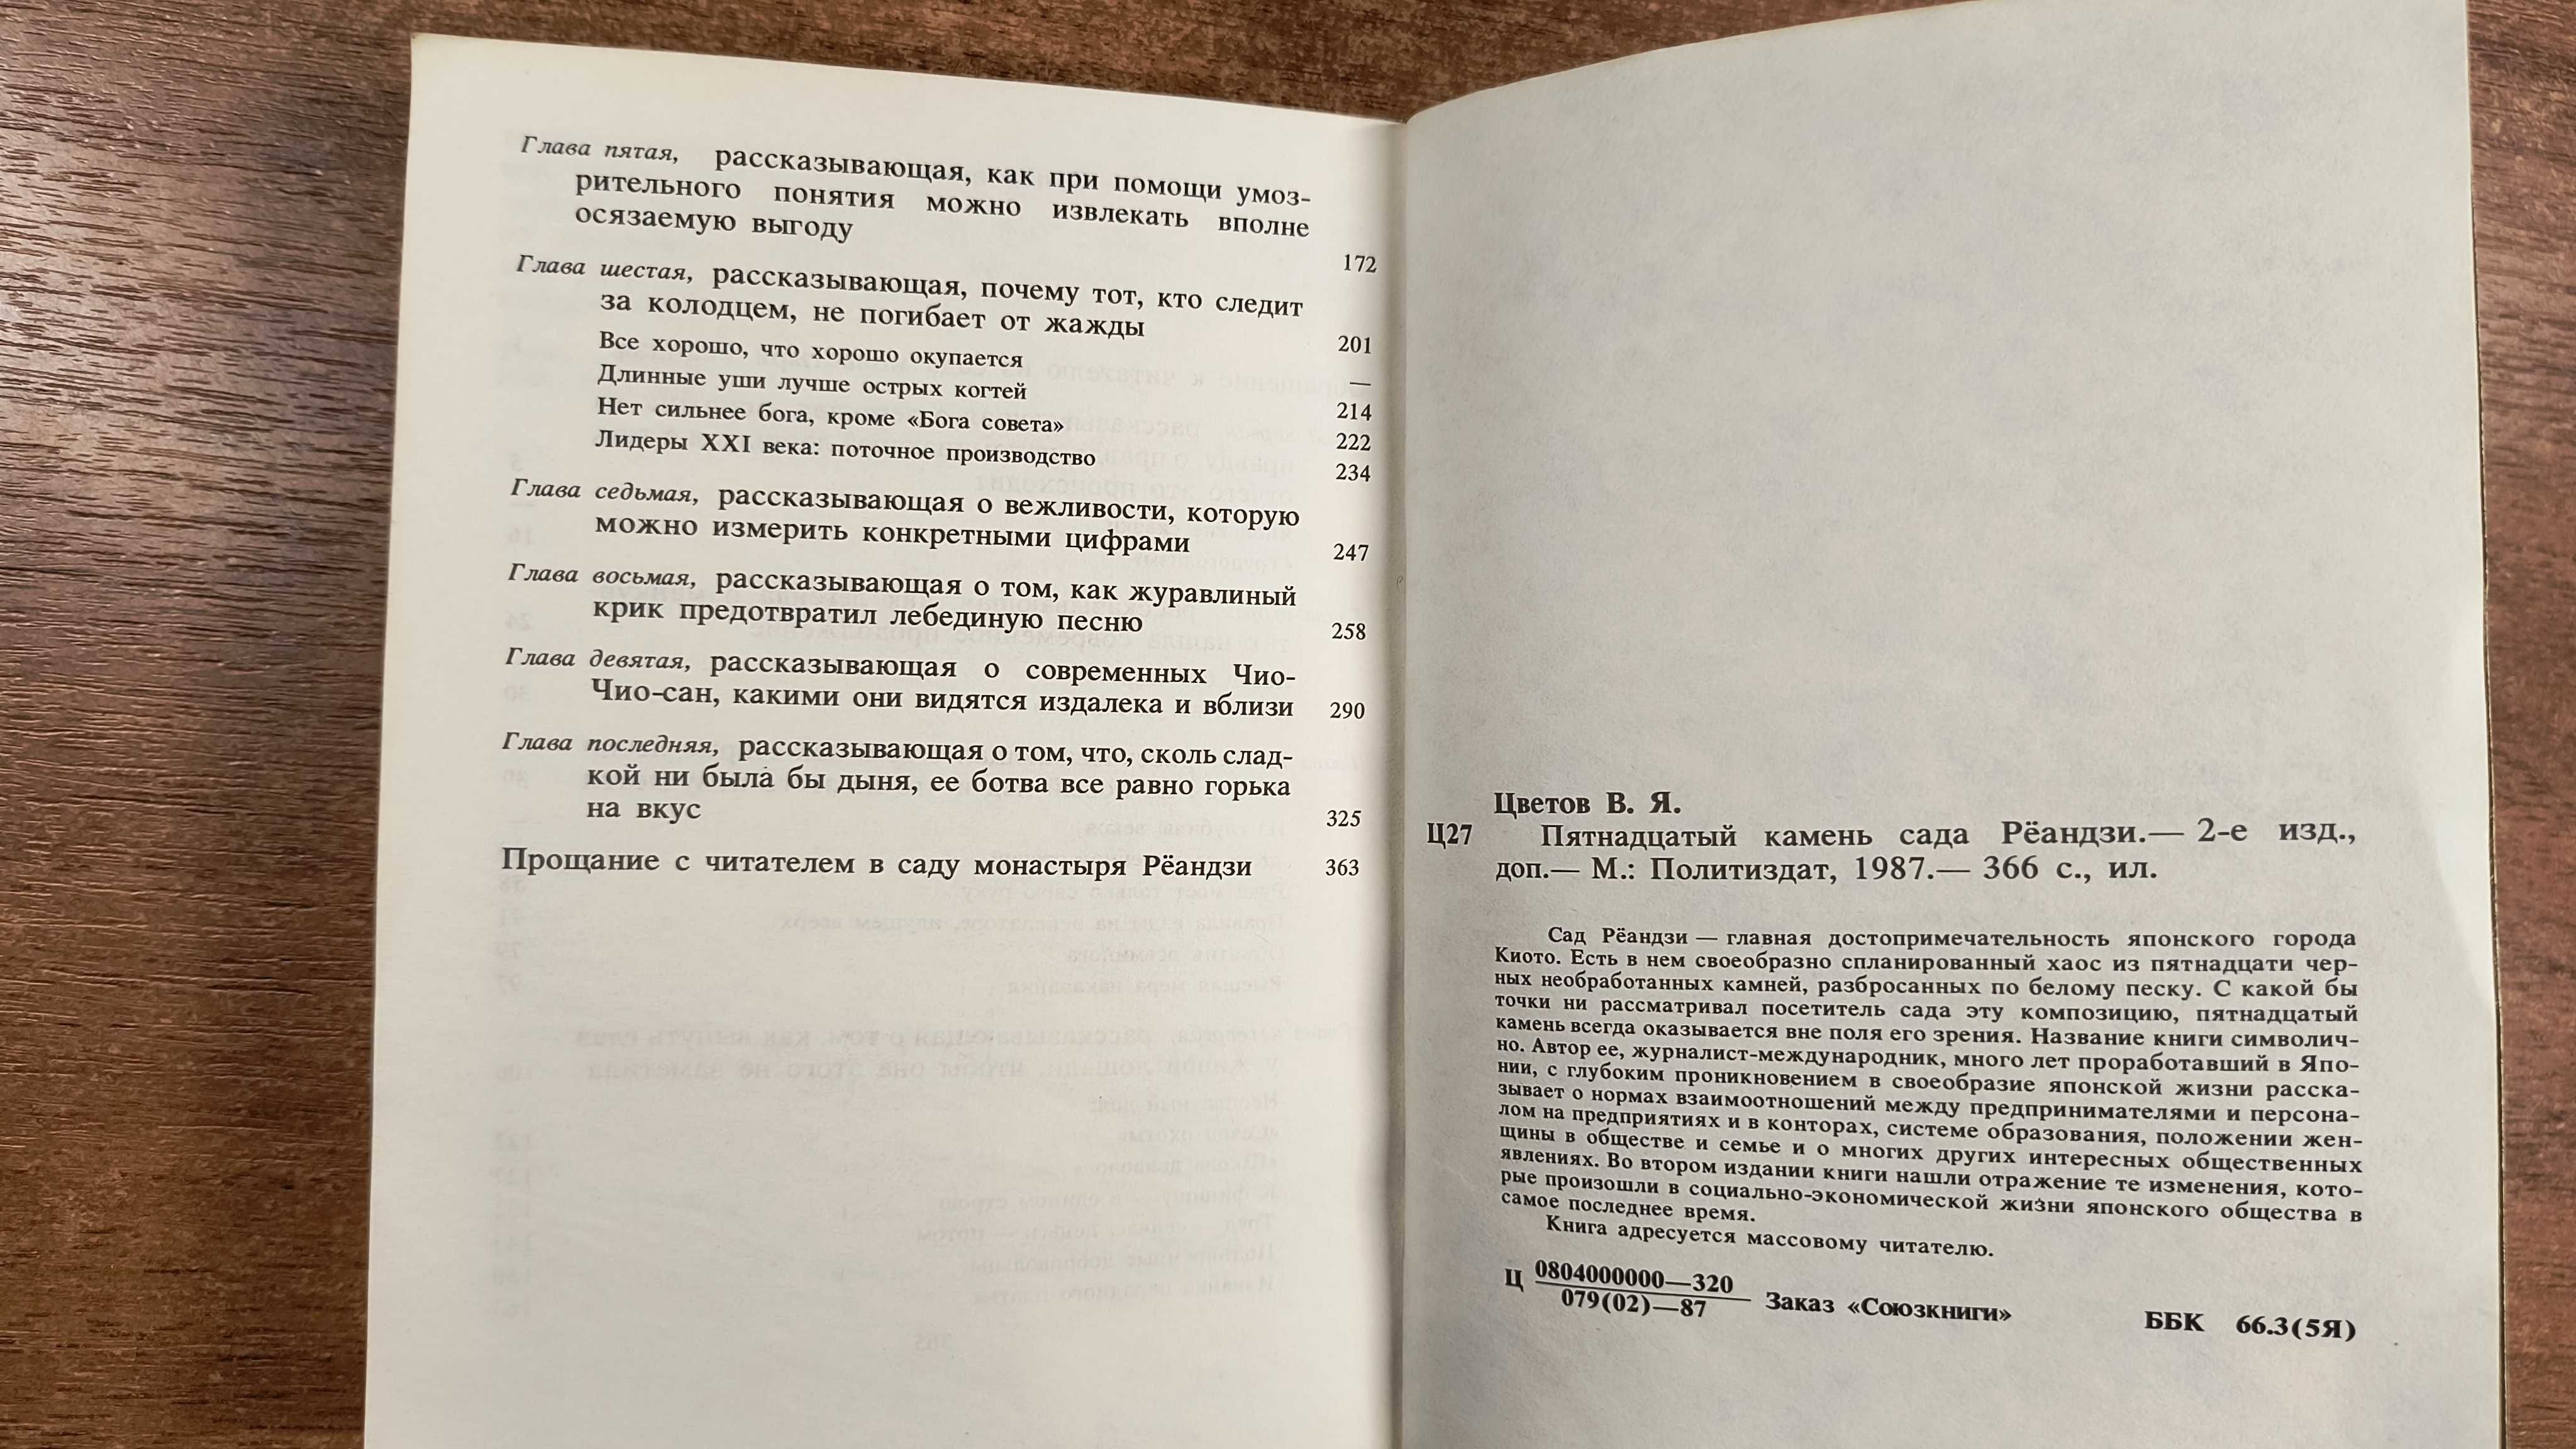 Глава пятая, рассказывающая, как при помощи умоз-
рительного понятия можно извлекать вполне
осязаемую выгоду 172
Глава шестая, рассказывающая, почему тот, кто следит
за колодцем, не погибает от жажды 201
Все хорошо, что хорошо окупается —
Длинные уши лучше острых когтей 214
Нет сильнее бога, кроме «Бога совета» 222
Лидеры XXI века: поточное производство 234
Глава седьмая, рассказывающая о вежливости, которую
можно измерить конкретными цифрами 247
Глава восьмая, рассказывающая о том, как журавлиный
крик предотвратил лебединую песню 258
Глава девятая, рассказывающая о современных Чио-
Чио-сан, какими они видятся издалека и вблизи 290
Глава последняя, рассказывающая о том, что, сколь слад-
кой ни была бы дыня, ее ботва все равно горька
на вкус 325
Прощание с читателем в саду монастыря Рёандзи 363
Цветов В. Я.
Ц27 Пятнадцатый камень сада Рёандзи.— 2-е изд.,
доп.— М.: Политиздат, 1987.— 366 с., ил.
Сад Рёандзи — главная достопримечательность японского города
Киото. Есть в нем своеобразно спланированный хаос из пятнадцати чер-
ных необработанных камней, разбросанных по белому песку. С какой бы
точки ни рассматривал посетитель сада эту композицию, пятнадцатый
камень всегда оказывается вне поля его зрения. Название книги символич-
но. Автор ее, журналист-международник, много лет проработавший в Япо-
нии, с глубоким проникновением в своеобразие японской жизни расска-
зывает о нормах взаимоотношений между предпринимателями и персона-
лом на предприятиях и в конторах, системе образования, положении жен-
щины в обществе и семье и о многих других интересных общественных
явлениях. Во втором издании книги нашли отражение те изменения, кото-
рые произошли в социально-экономической жизни японского общества в
самое последнее время.
Книга адресуется массовому читателю.
Ц 0804000000—320
079(02)—87 Заказ «Союзкниги» ББК 66.3(5Я)